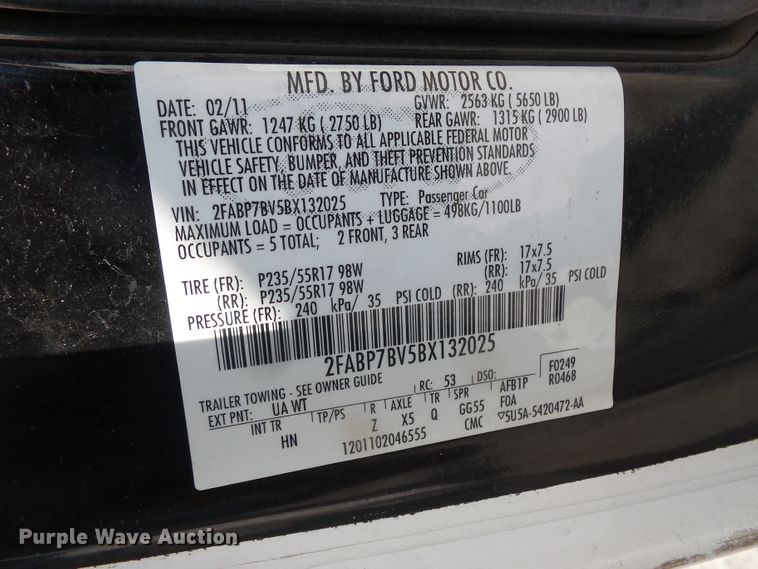 MFD. BY FORD MOTOR CO.
DATE: 02/11 GVWR: 2563 KG ( 5650 LB)
FRONT GAWR: 1247 KG ( 2750 LB) REAR GAWR: 1315 KG ( 2900 LB)
THIS VEHICLE CONFORMS TO ALL APPLICABLE FEDERAL MOTOR
VEHICLE SAFETY, BUMPER, AND THEFT PREVENTION STANDARDS
IN EFFECT ON THE DATE OF MANUFACTURE SHOWN ABOVE.
VIN: 2FABP7BV5BX132025 TYPE: Passenger Car
MAXIMUM LOAD = OCCUPANTS + LUGGAGE = 498KG/1100LB
OCCUPANTS = 5 TOTAL; 2 FRONT, 3 REAR
TIRE (FR): P235/55R17 98W RIMS (FR): 17x7.5
(RR): P235/55R17 98W (RR): 17x7.5
PRESSURE (FR): 240 kPa/ 35 PSI COLD (RR): 240 kPa/ 35 PSI COLD
2FABP7BV5BX132025
TRAILER TOWING - SEE OWNER GUIDE RC: 53 DSO: F0249
EXT PNT: UA WT AFB1P R0468
INT TR TP/PS R AXLE TR SPR FOA
HN Z X5 Q GG55 CMC ▽5U5A-5420472-AA
1201102046555
Purple Wave Auction